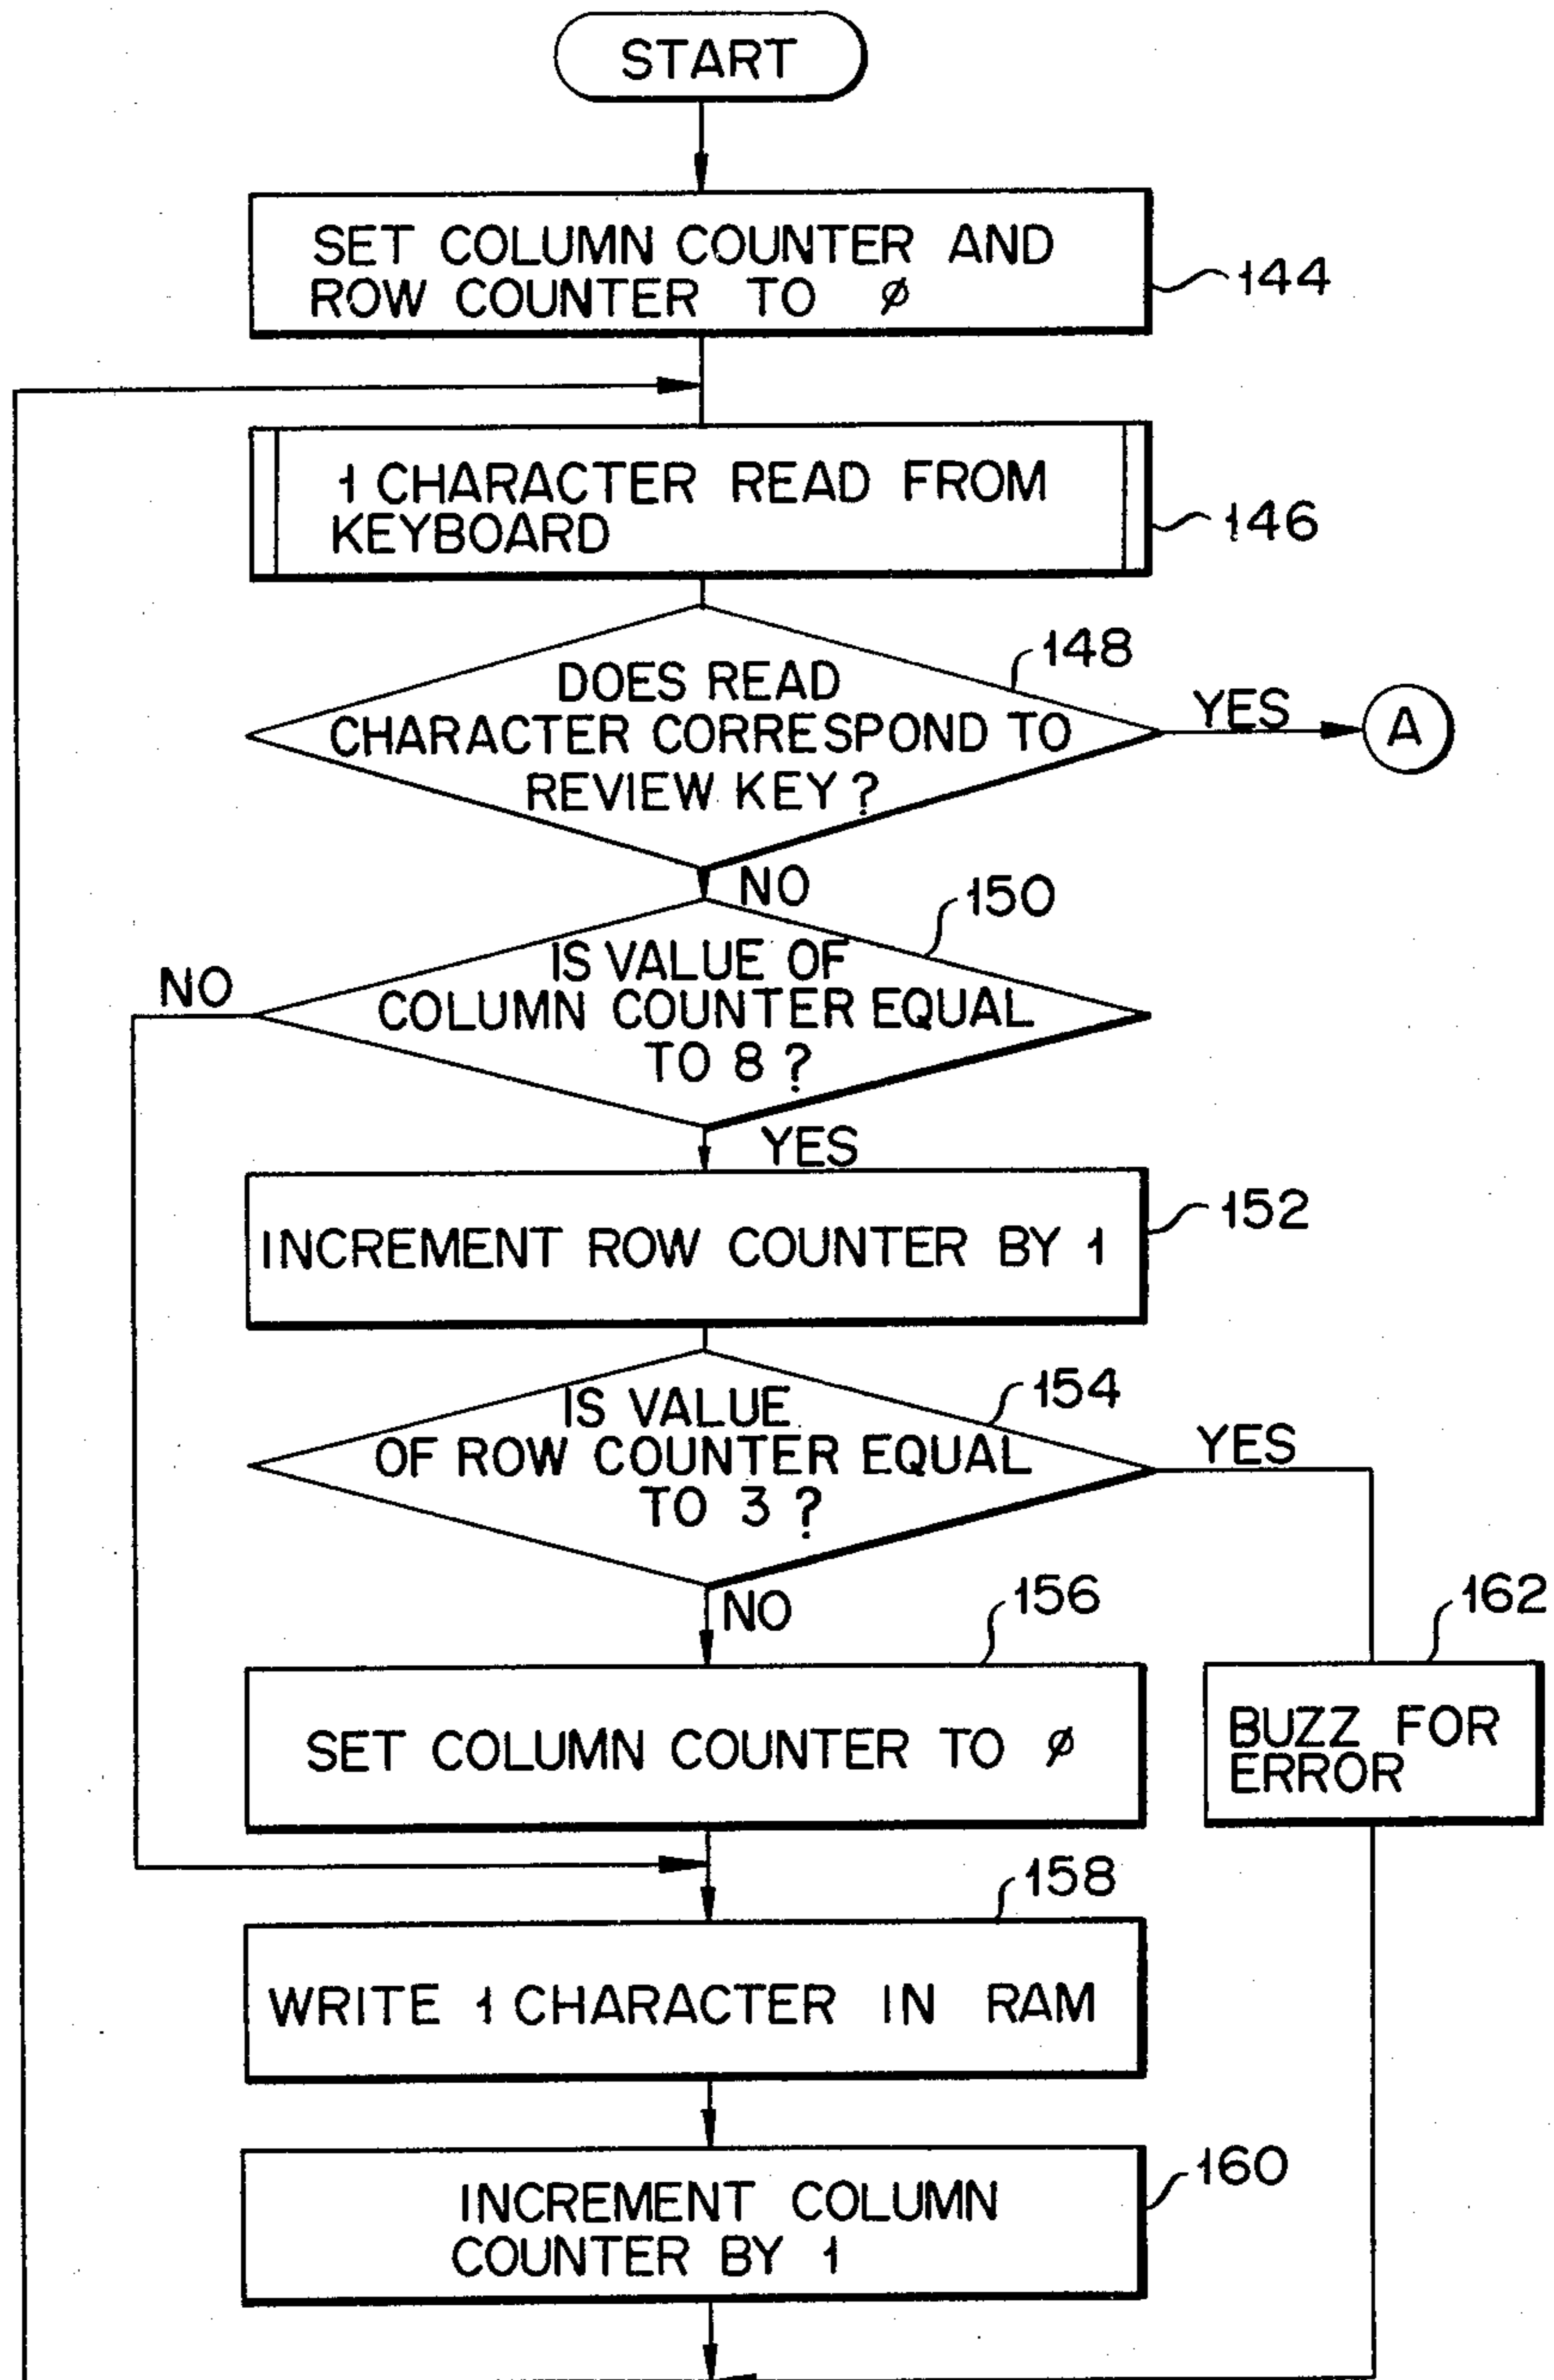 START
SET COLUMN COUNTER AND
ROW COUNTER TO ø
144
1 CHARACTER READ FROM
KEYBOARD
146
148
DOES READ
CHARACTER CORRESPOND TO
REVIEW KEY?
YES
A
NO
150
IS VALUE OF
COLUMN COUNTER EQUAL
TO 8?
NO
YES
152
INCREMENT ROW COUNTER BY 1
154
IS VALUE
OF ROW COUNTER EQUAL
TO 3?
YES
NO
156
162
SET COLUMN COUNTER TO ø
BUZZ FOR
ERROR
158
WRITE 1 CHARACTER IN RAM
160
INCREMENT COLUMN
COUNTER BY 1